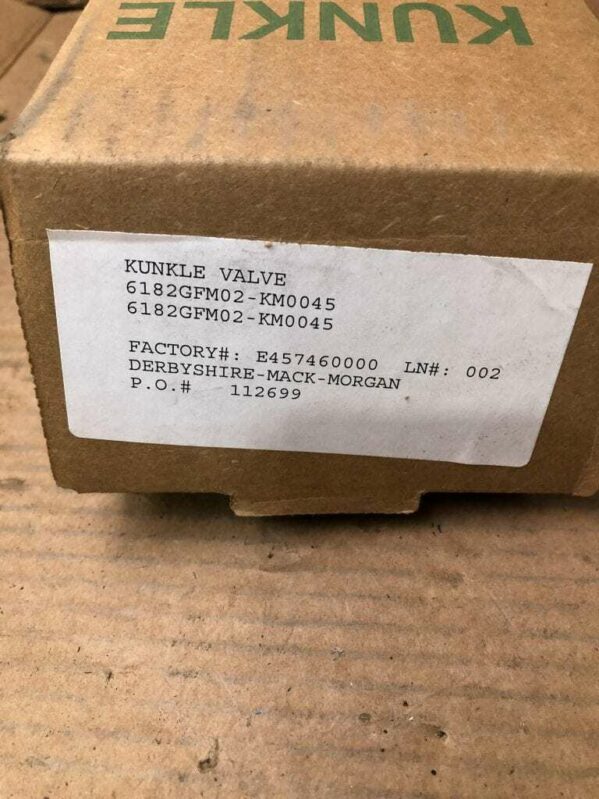 KUNKLE
KUNKLE VALVE
6182GFM02-KM0045
6182GFM02-KM0045
FACTORY#: E457460000 LN#: 002
DERBYSHIRE-MACK-MORGAN
P.O.# 112699